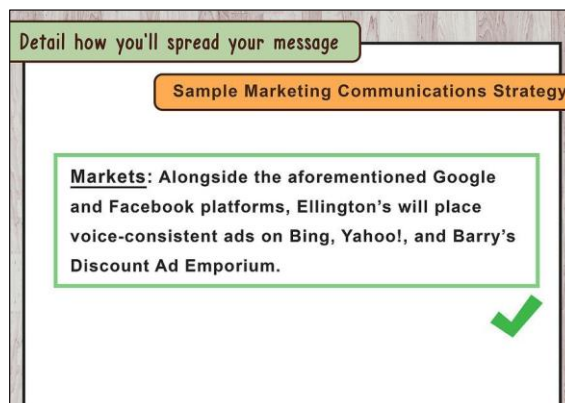 Detail how you'll spread your message
Sample Marketing Communications Strategy
Markets: Alongside the aforementioned Google
and Facebook platforms, Ellington’s will place
voice-consistent ads on Bing, Yahoo!, and Barry’s
Discount Ad Emporium.